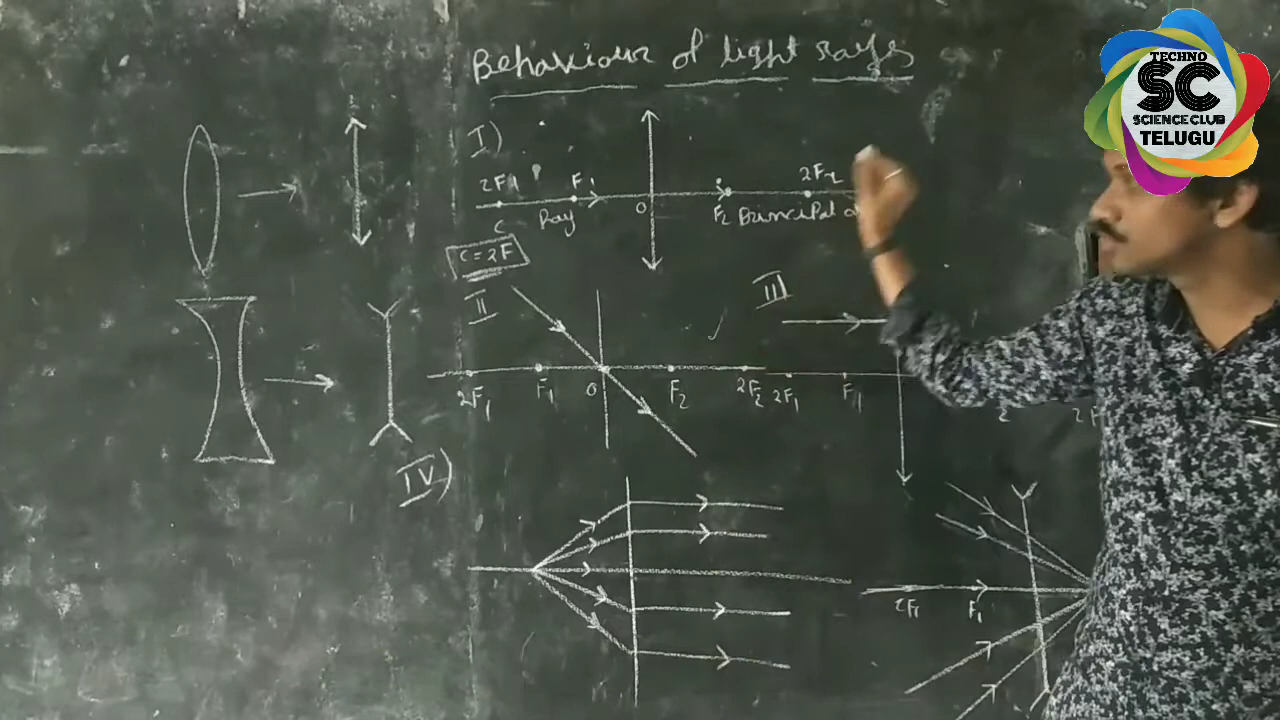 Behaviour of light rays
TECHNO
SC
SCIENCE CLUB
TELUGU
I)
2F1 F1 2F2
C Ray O F2 Principal
C = 2F
II
III
2F1 F1 O F2 2F2 2F1 F1
IV)
2F1 F1